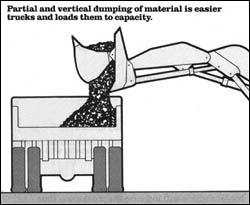 Partial and vertical dumping of material is easier
trucks and loads them to capacity.